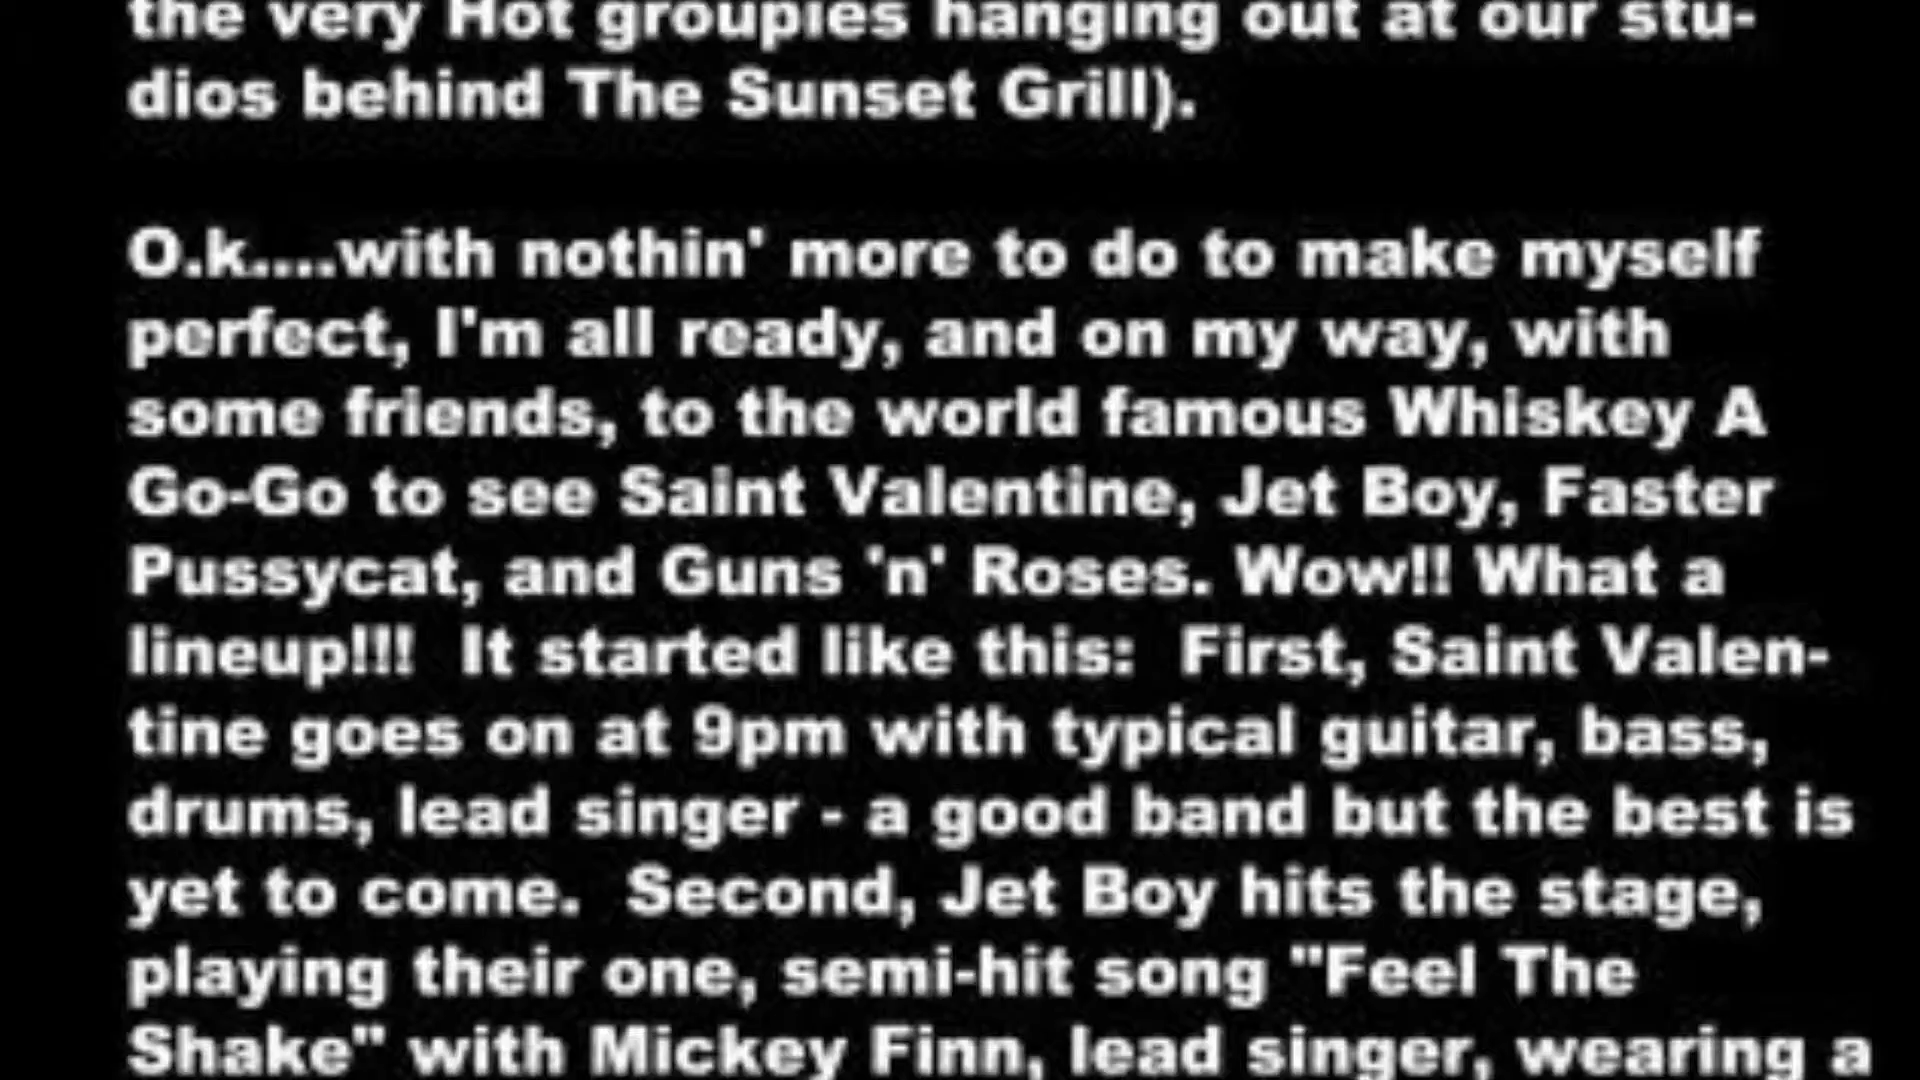 the very Hot groupies hanging out at our stu-
dios behind The Sunset Grill).
O.k....with nothin' more to do to make myself
perfect, I'm all ready, and on my way, with
some friends, to the world famous Whiskey A
Go-Go to see Saint Valentine, Jet Boy, Faster
Pussycat, and Guns 'n' Roses. Wow!! What a
lineup!!!  It started like this:  First, Saint Valen-
tine goes on at 9pm with typical guitar, bass,
drums, lead singer - a good band but the best is
yet to come.  Second, Jet Boy hits the stage,
playing their one, semi-hit song "Feel The
Shake" with Mickey Finn, lead singer, wearing a